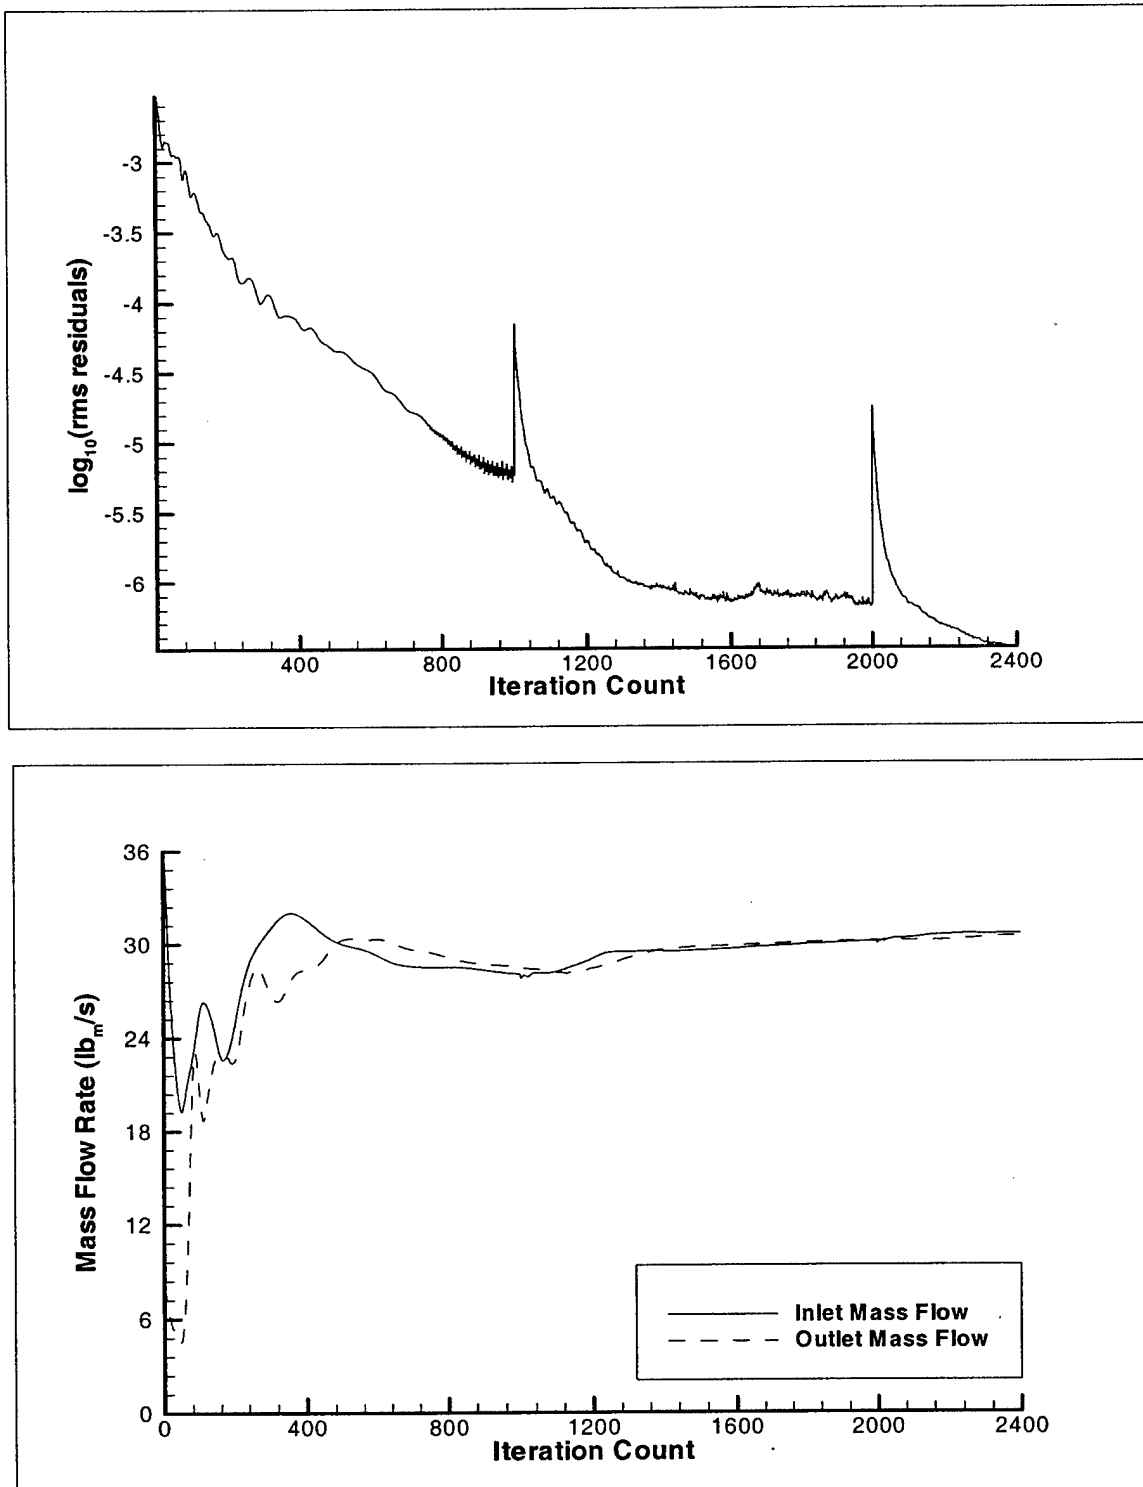 -3
-3.5
-4
-4.5
-5
-5.5
-6
log10(rms residuals)
400 800 1200 1600 2000 2400
Iteration Count
36
30
24
18
12
6
0
Mass Flow Rate (lbm/s)
Inlet Mass Flow
Outlet Mass Flow
0 400 800 1200 1600 2000 2400
Iteration Count